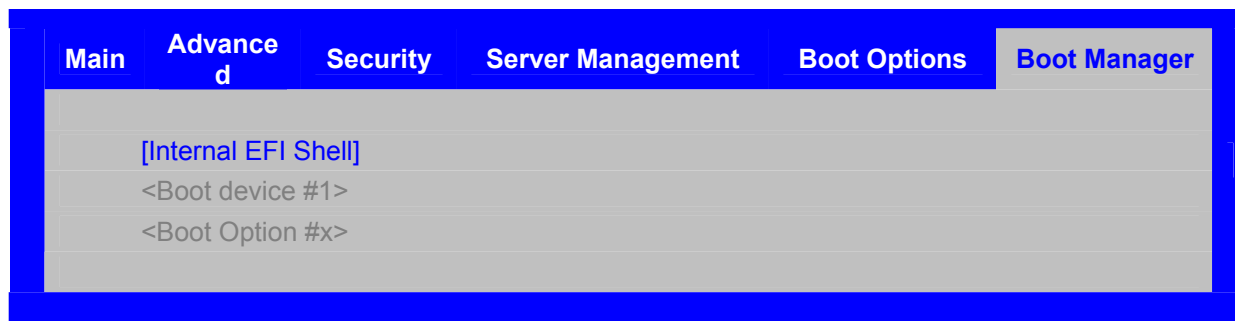 Main Advance
d Security Server Management Boot Options Boot Manager
[Internal EFI Shell]
<Boot device #1>
<Boot Option #x>